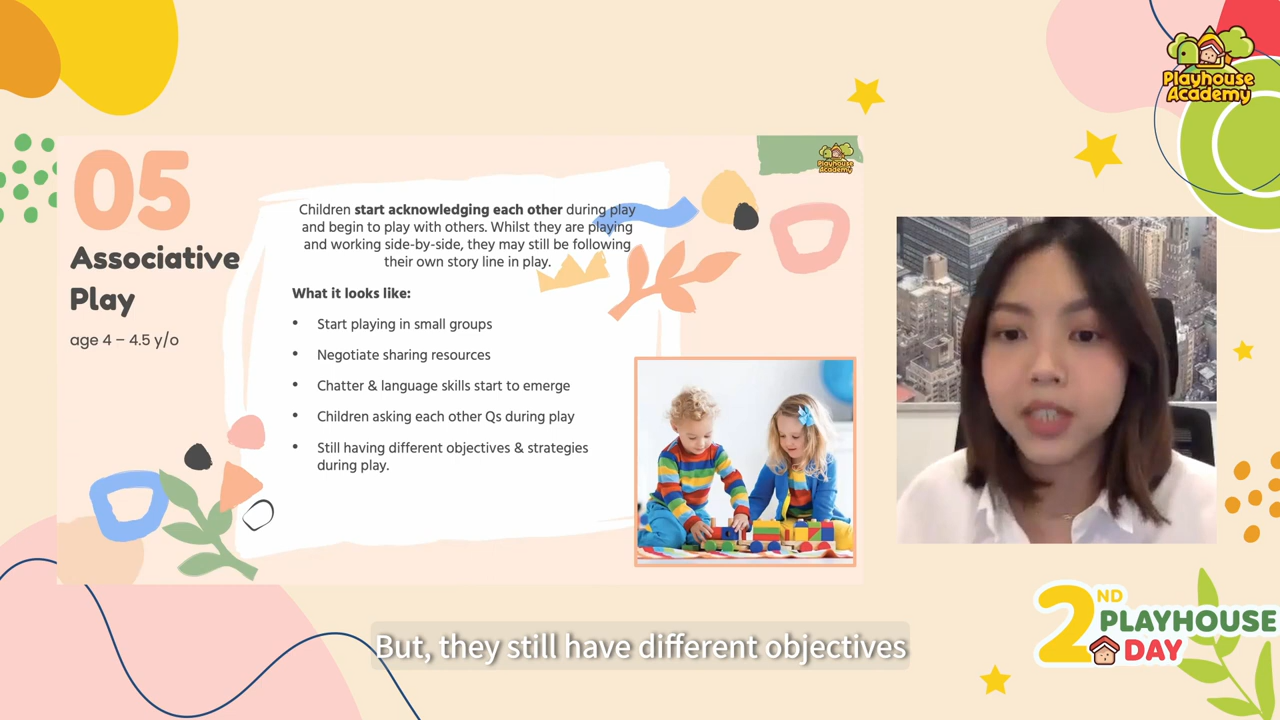 Playhouse
Academy
05
Associative
Play
age 4 – 4.5 y/o
Playhouse
Academy
Children start acknowledging each other during play
and begin to play with others. Whilst they are playing
and working side-by-side, they may still be following
their own story line in play.
What it looks like:
• Start playing in small groups
• Negotiate sharing resources
• Chatter & language skills start to emerge
• Children asking each other Qs during play
• Still having different objectives & strategies
during play.
But, they still have different objectives
2ND
PLAYHOUSE
DAY